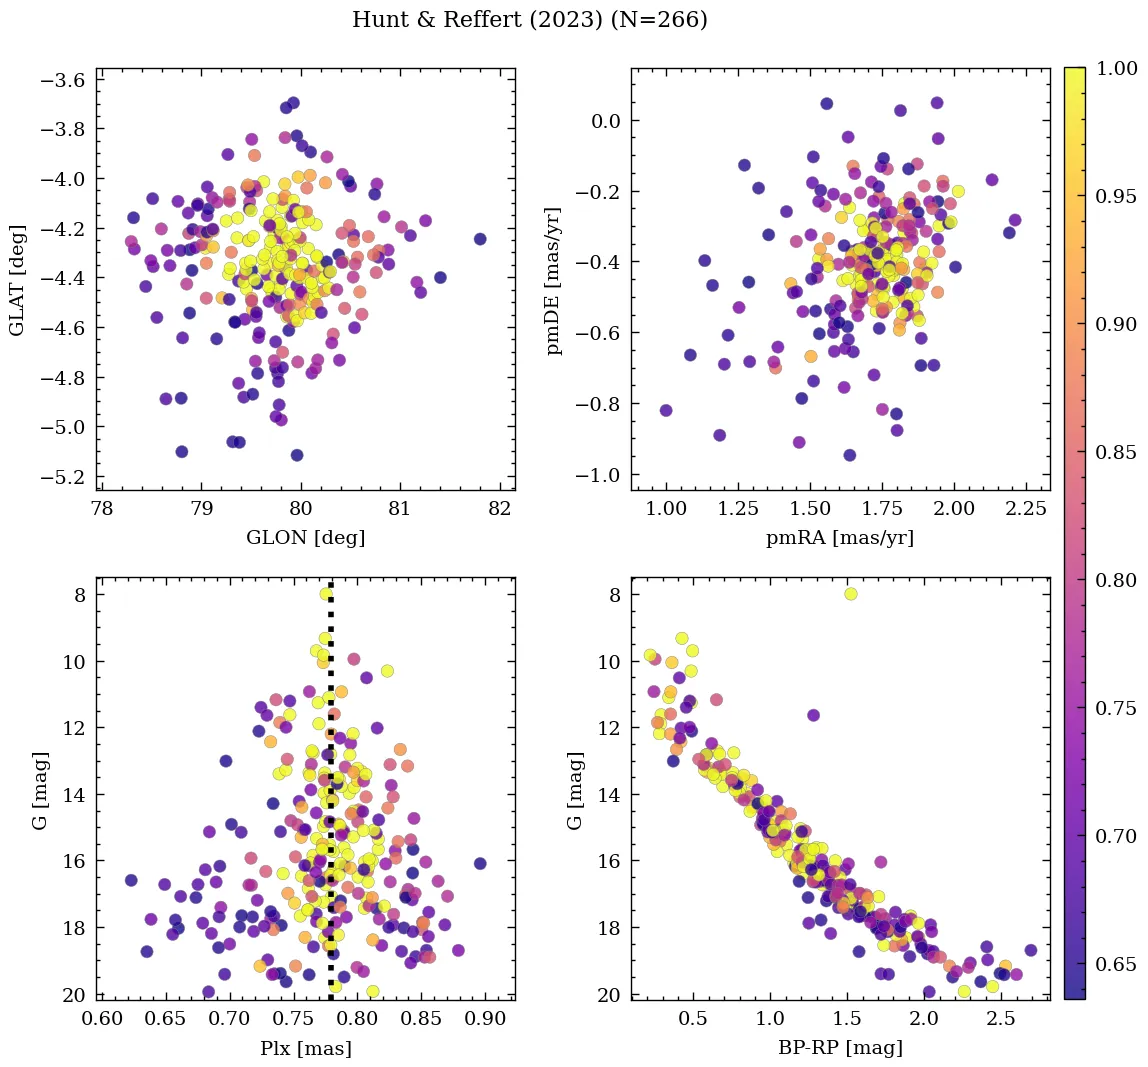 Hunt & Reffert (2023) (N=266)
−3.6
−3.8
−4.0
−4.2
−4.4
−4.6
−4.8
−5.0
−5.2
GLAT [deg]
78 79 80 81 82
GLON [deg]
0.0
−0.2
−0.4
−0.6
−0.8
−1.0
pmDE [mas/yr]
1.00 1.25 1.50 1.75 2.00 2.25
pmRA [mas/yr]
8
10
12
14
16
18
20
G [mag]
0.60 0.65 0.70 0.75 0.80 0.85 0.90
Plx [mas]
8
10
12
14
16
18
20
G [mag]
0.5 1.0 1.5 2.0 2.5
BP-RP [mag]
1.00
0.95
0.90
0.85
0.80
0.75
0.70
0.65